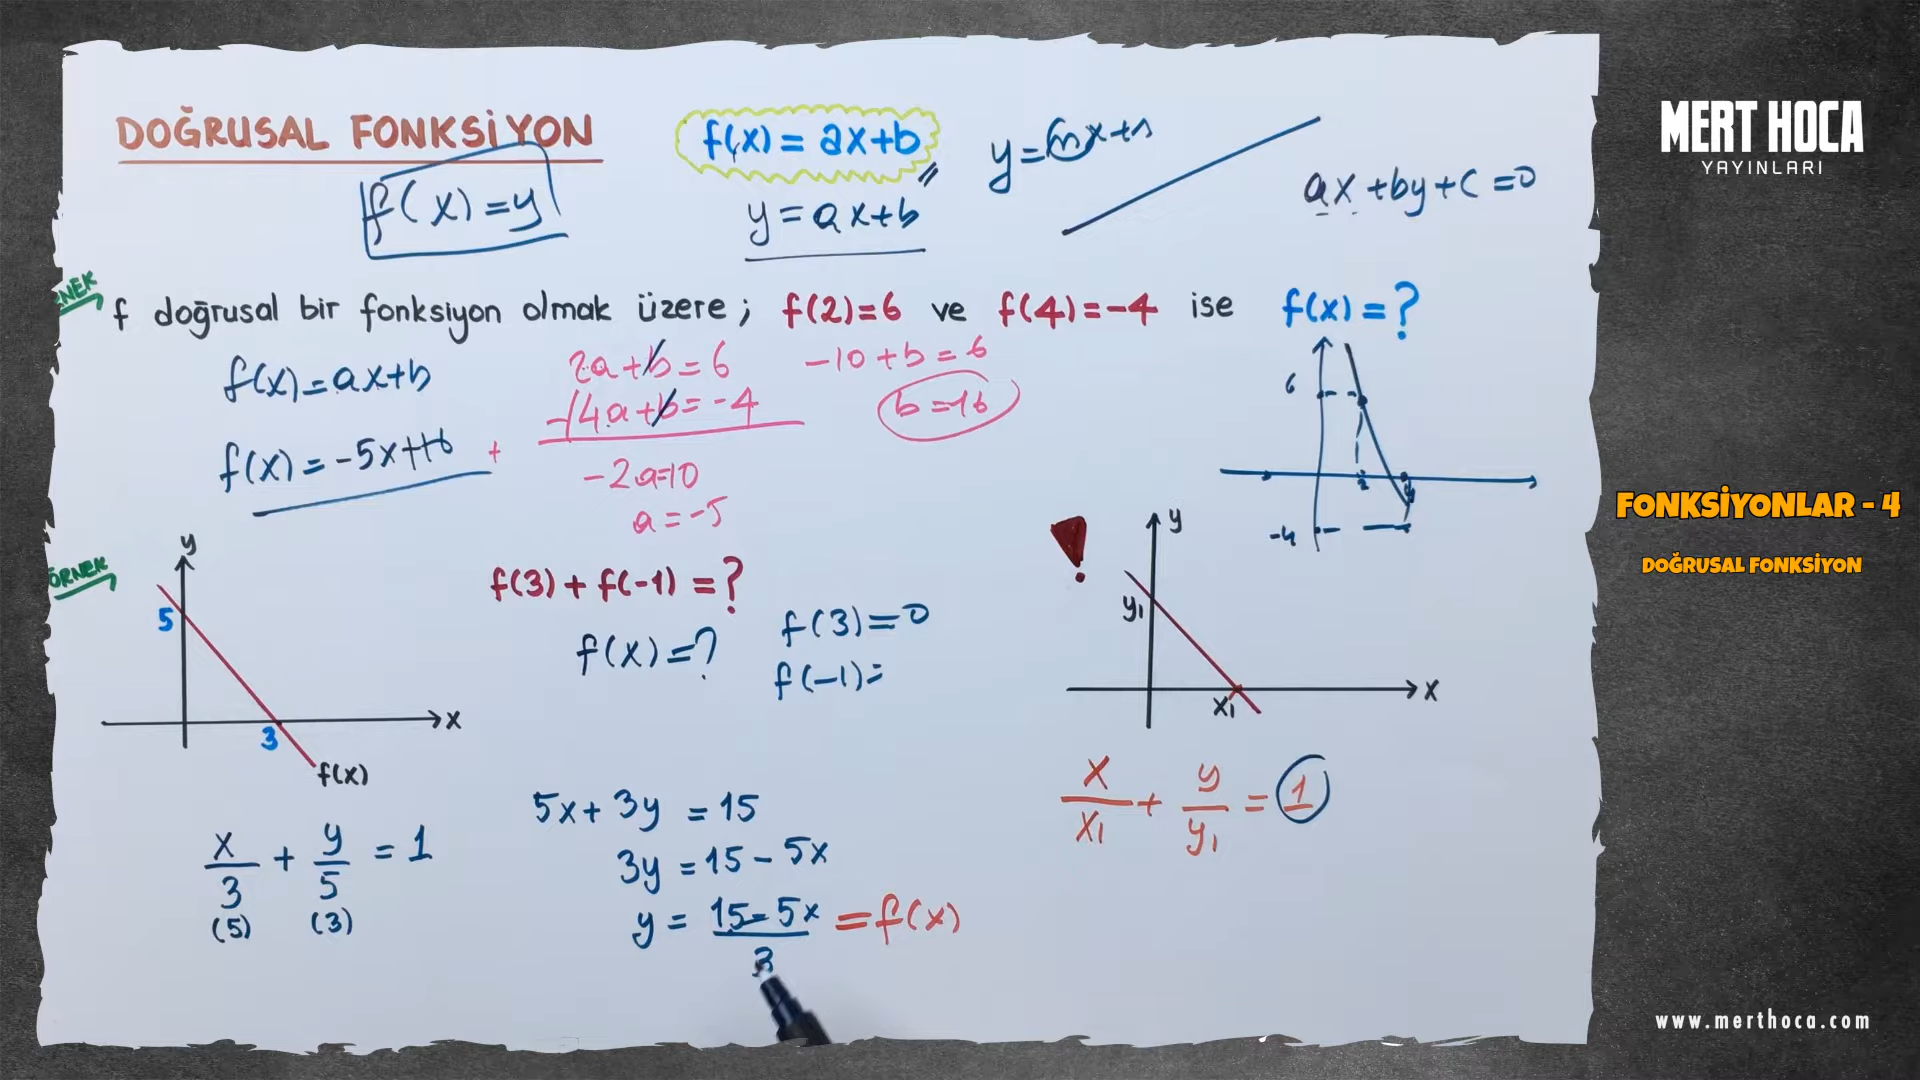 DOĞRUSAL FONKSİYON
f(x) = ax+b
y = mx+n
ax+by+c=0
f(x)=y
y = ax+b
ÖRNEK
f doğrusal bir fonksiyon olmak üzere; f(2)=6 ve f(4)=-4 ise f(x)=?
f(x)=ax+b
2a+b=6
-/4a+b=-4
+
-2a=10
a=-5
-10+b=6
b=16
f(x)=-5x+16
6
2
4
-4
ÖRNEK
y
5
3
x
f(x)
f(3)+f(-1)=?
f(x)=?
f(3)=0
f(-1)=
!
y
y₁
x₁
x
x/3 + y/5 = 1
(5) (3)
5x+3y=15
3y=15-5x
y = 15-5x/3 = f(x)
x/x₁ + y/y₁ = 1
MERT HOCA
YAYINLARI
FONKSİYONLAR - 4
DOĞRUSAL FONKSİYON
www.merthoca.com